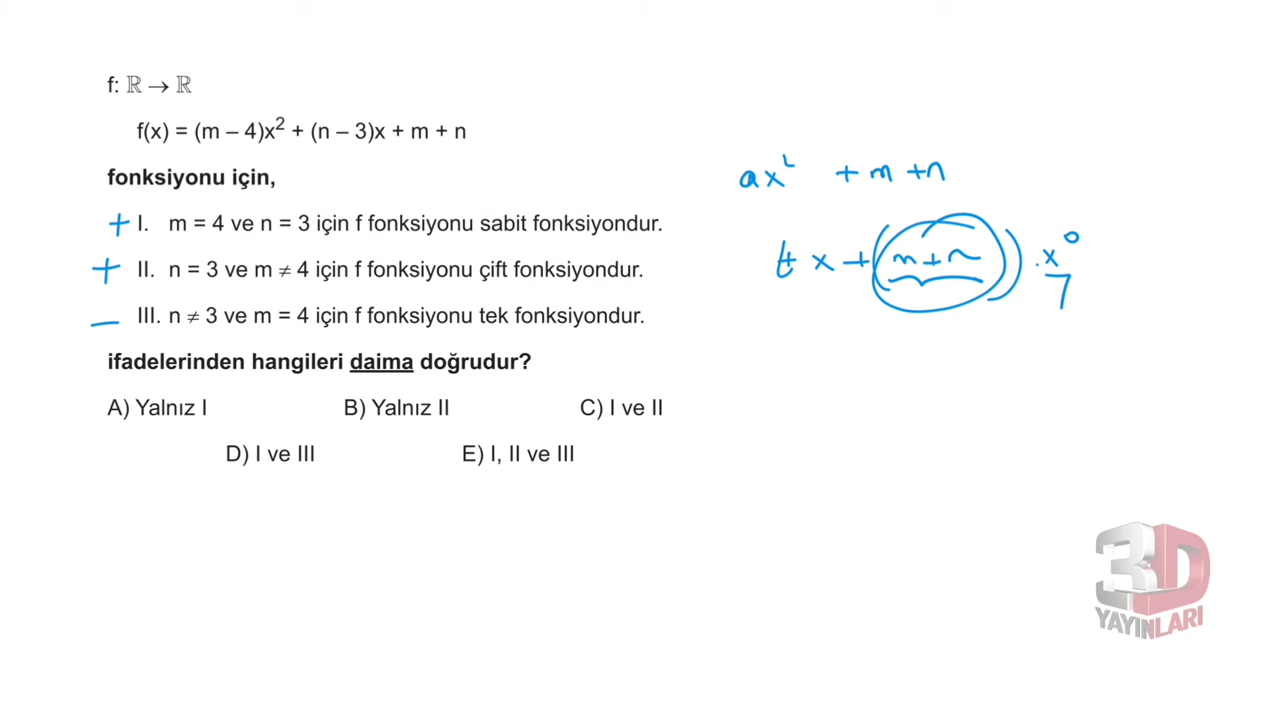 f: ℝ → ℝ
f(x) = (m – 4)x² + (n – 3)x + m + n
fonksiyonu için,
+ I. m = 4 ve n = 3 için f fonksiyonu sabit fonksiyondur.
+ II. n = 3 ve m ≠ 4 için f fonksiyonu çift fonksiyondur.
— III. n ≠ 3 ve m = 4 için f fonksiyonu tek fonksiyondur.
ifadelerinden hangileri daima doğrudur?
A) Yalnız I B) Yalnız II C) I ve II
D) I ve III E) I, II ve III
ax² + m + n
t x + (m + n) . x⁰
7
3D
YAYINLARI